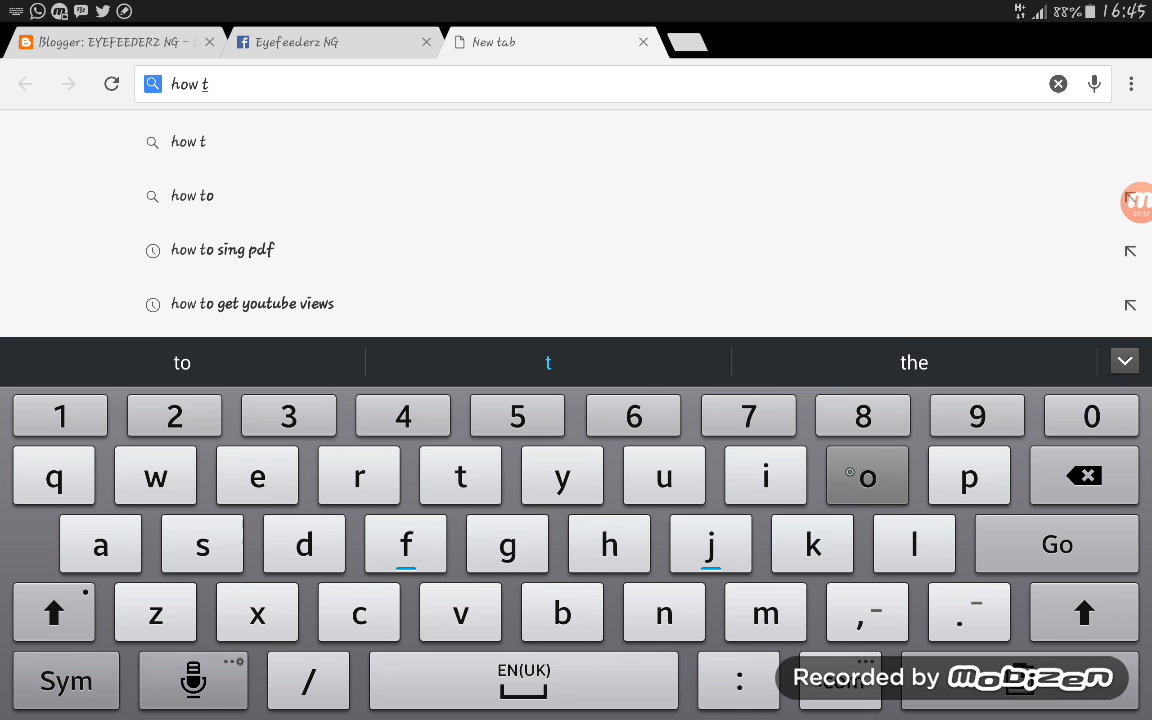 88% 16:45
Blogger: EYEFEEDERZ NG -
Eyefeederz NG
New tab
how t
how t
how to
how to sing pdf
how to get youtube views
to t the
1 2 3 4 5 6 7 8 9 0
q w e r t y u i o p
a s d f g h j k l Go
z x c v b n m , .
Sym / EN(UK) :
Recorded by mobizen